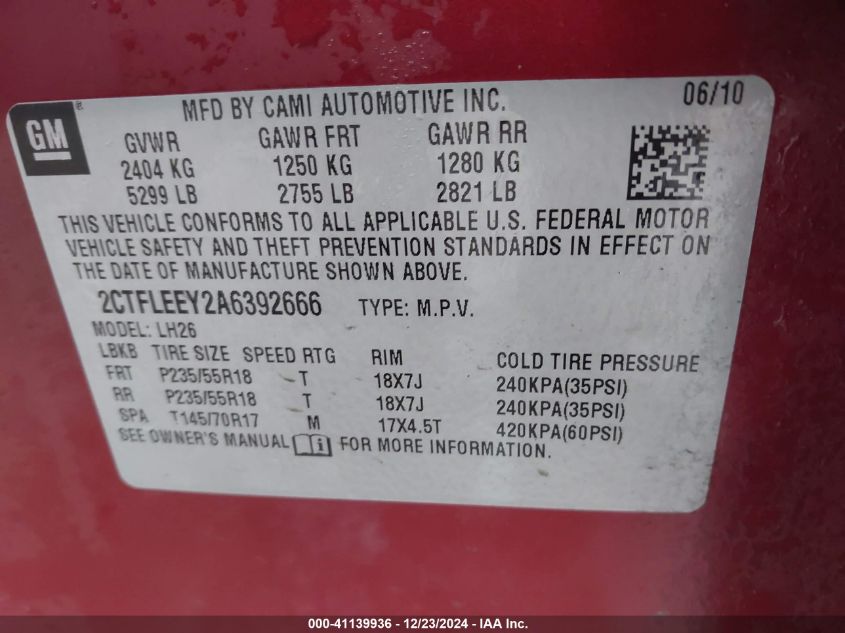 GM
MFD BY CAMI AUTOMOTIVE INC. 06/10
GVWR GAWR FRT GAWR RR
2404 KG 1250 KG 1280 KG
5299 LB 2755 LB 2821 LB
THIS VEHICLE CONFORMS TO ALL APPLICABLE U.S. FEDERAL MOTOR
VEHICLE SAFETY AND THEFT PREVENTION STANDARDS IN EFFECT ON
THE DATE OF MANUFACTURE SHOWN ABOVE.
2CTFLEEY2A6392666 TYPE: M.P.V.
MODEL: LH26
LBKB TIRE SIZE SPEED RTG RIM COLD TIRE PRESSURE
FRT P235/55R18 T 18X7J 240KPA(35PSI)
RR P235/55R18 T 18X7J 240KPA(35PSI)
SPA T145/70R17 M 17X4.5T 420KPA(60PSI)
SEE OWNER'S MANUAL FOR MORE INFORMATION.
000-41139936 - 12/23/2024 - IAA Inc.